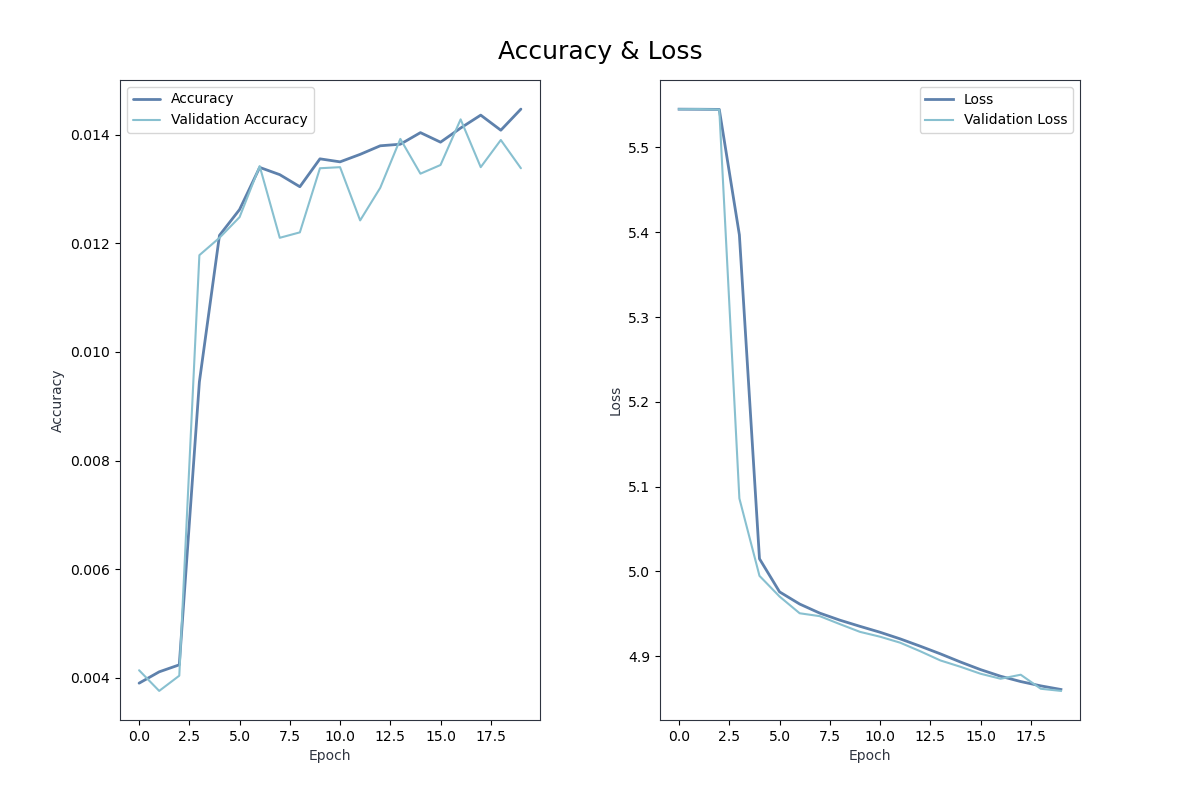 Accuracy & Loss
Accuracy
Validation Accuracy
0.014
0.012
0.010
0.008
0.006
0.004
Accuracy
0.0 2.5 5.0 7.5 10.0 12.5 15.0 17.5
Epoch
Loss
Validation Loss
5.5
5.4
5.3
5.2
5.1
5.0
4.9
Loss
0.0 2.5 5.0 7.5 10.0 12.5 15.0 17.5
Epoch